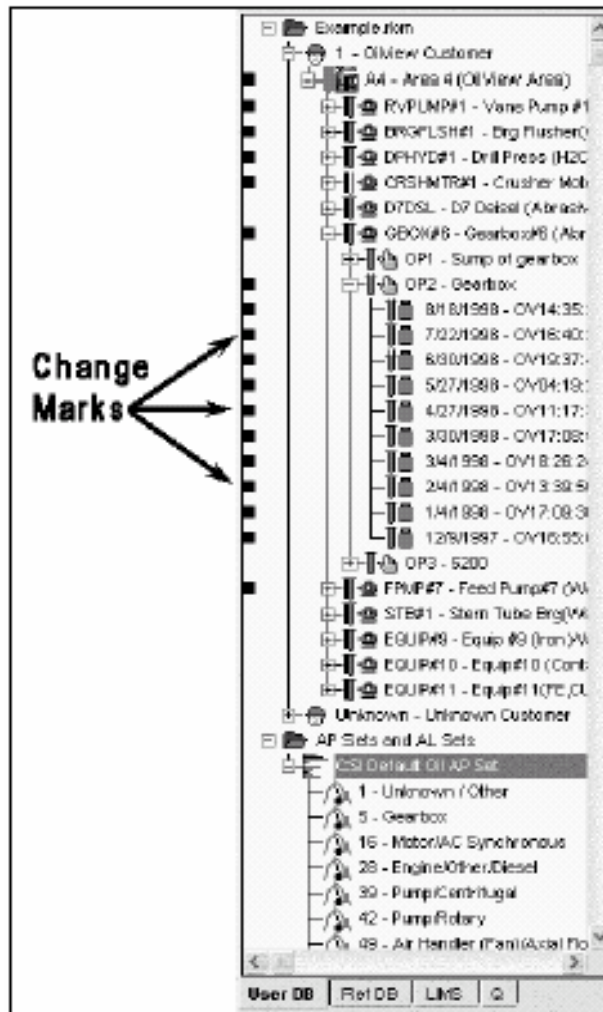 Example.rbm
1 - Oilview Customer
A4 - Area 4 (OilView Area)
RVPUMP#1 - Vane Pump #1
BRGFLSH#1 - Brg Flusher(
DPHYD#1 - Drill Press (H2O
CRSHMTR#1 - Crusher Mot
D7DSL - D7 Deisel (Abrasiv
GBOX#6 - Gearbox#6 (Abr
OP1 - Sump of gearbox
OP2 - Gearbox
8/18/1998 - OV14:35:
7/22/1998 - OV16:40:
6/30/1998 - OV19:37:
5/27/1998 - OV04:19:
4/27/1998 - OV11:17:
3/30/1998 - OV17:08:
3/4/1998 - OV18:26:2
2/4/1998 - OV13:39:5
1/4/1998 - OV17:09:3
12/9/1997 - OV16:55:
OP3 - 5200
FPMP#7 - Feed Pump#7 (W
STB#1 - Stern Tube Brg(W
EQUIP#9 - Equip #9 (Iron)
EQUIP#10 - Equip#10 (Cont
EQUIP#11 - Equip#11(FE,CU
Unknown - Unknown Customer
AP Sets and AL Sets
CSI Default Oil AP Set
1 - Unknown / Other
5 - Gearbox
16 - Motor/AC Synchronous
28 - Engine/Other/Diesel
39 - Pump/Centrifugal
42 - Pump/Rotary
49 - Air Handler (Fan)(Axial Flo
User DB
Ref DB
LIMS
Q
Change
Marks